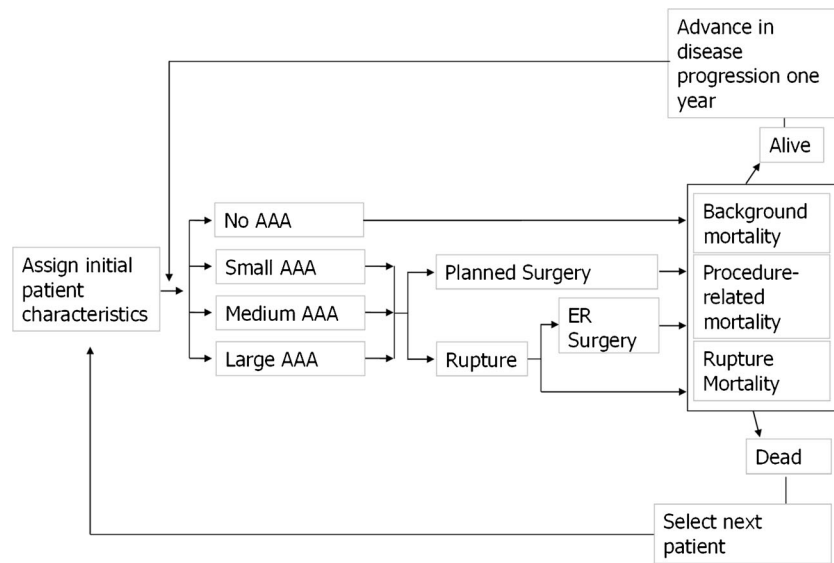 Advance in
disease
progression one
year
Alive
No AAA
Background
mortality
Assign initial
patient
characteristics
Small AAA
Planned Surgery
Procedure-
related
mortality
Medium AAA
ER
Surgery
Large AAA
Rupture
Rupture
Mortality
Dead
Select next
patient